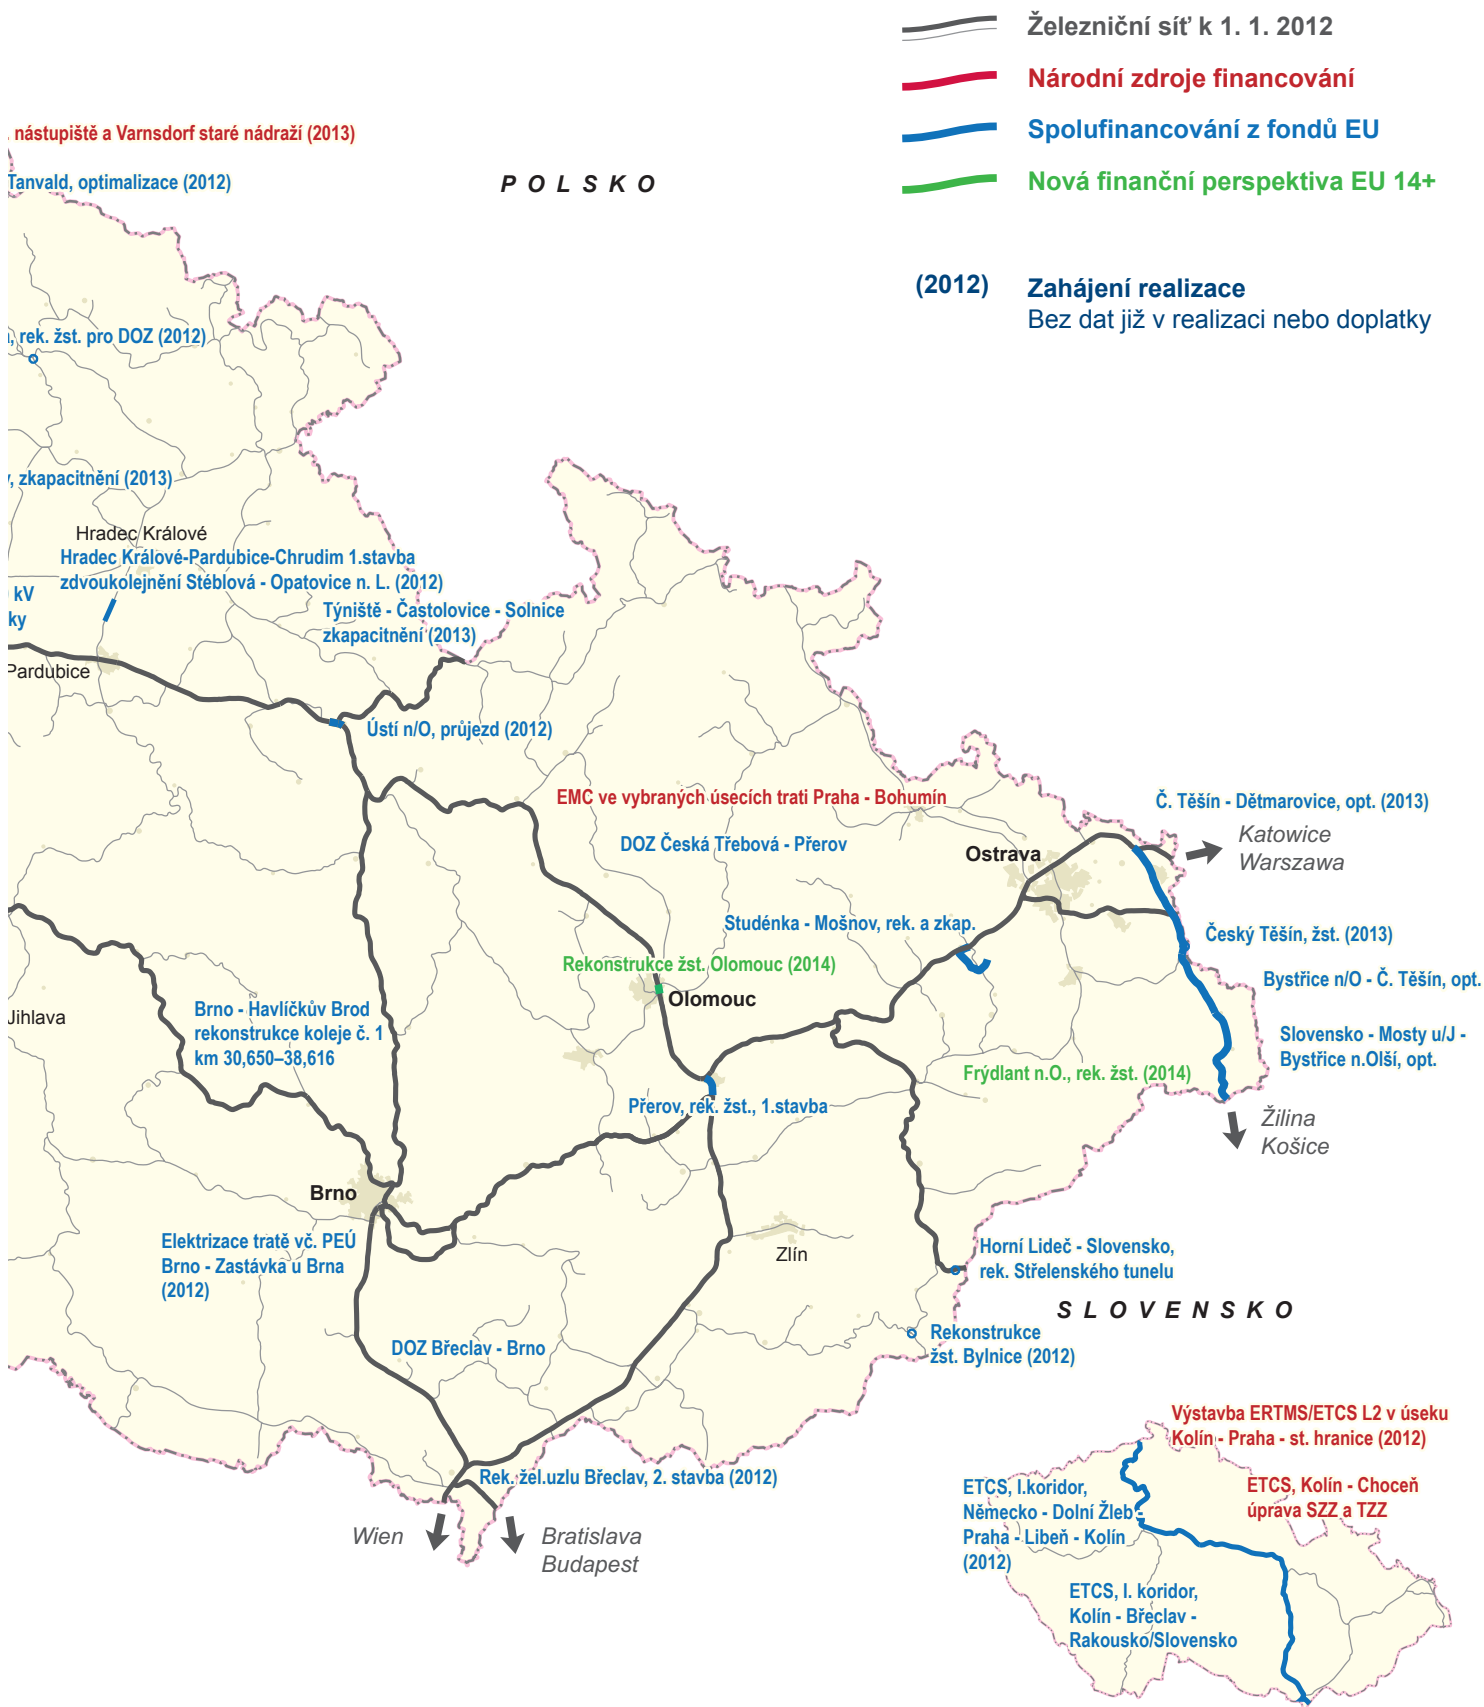 Železniční síť k 1. 1. 2012
Národní zdroje financování
Spolufinancování z fondů EU
Nová finanční perspektiva EU 14+
(2012) Zahájení realizace
Bez dat již v realizaci nebo doplatky
nástupiště a Varnsdorf staré nádraží (2013)
Tanvald, optimalizace (2012)
POLSKO
, rek. žst. pro DOZ (2012)
, zkapacitnění (2013)
Hradec Králové
Hradec Králové-Pardubice-Chrudim 1.stavba
zdvoukolejnění Stéblová - Opatovice n. L. (2012)
kV
ky
Týniště - Častolovice - Solnice
zkapacitnění (2013)
Pardubice
Ústí n/O, průjezd (2012)
EMC ve vybraných úsecích trati Praha - Bohumín
DOZ Česká Třebová - Přerov
Č. Těšín - Dětmarovice, opt. (2013)
Katowice
Warszawa
Ostrava
Studénka - Mošnov, rek. a zkap.
Český Těšín, žst. (2013)
Rekonstrukce žst. Olomouc (2014)
Olomouc
Bystřice n/O - Č. Těšín, opt.
Jihlava
Brno - Havlíčkův Brod
rekonstrukce koleje č. 1
km 30,650–38,616
Slovensko - Mosty u/J -
Bystřice n.Olší, opt.
Frýdlant n.O., rek. žst. (2014)
Přerov, rek. žst., 1.stavba
Žilina
Košice
Brno
Elektrizace tratě vč. PEÚ
Brno - Zastávka u Brna
(2012)
Zlín
Horní Lideč - Slovensko,
rek. Střelenského tunelu
SLOVENSKO
Rekonstrukce
žst. Bylnice (2012)
DOZ Břeclav - Brno
Rek. žel.uzlu Břeclav, 2. stavba (2012)
Wien
Bratislava
Budapest
Výstavba ERTMS/ETCS L2 v úseku
Kolín - Praha - st. hranice (2012)
ETCS, I.koridor,
Německo - Dolní Žleb -
Praha - Libeň - Kolín
(2012)
ETCS, Kolín - Choceň
úprava SZZ a TZZ
ETCS, I. koridor,
Kolín - Břeclav -
Rakousko/Slovensko